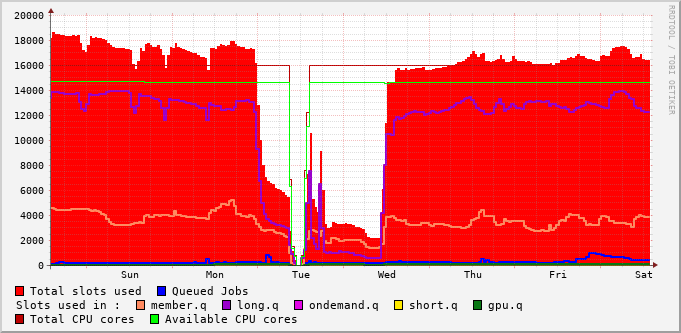 RRDTOOL / TOBI OETIKER
20000
18000
16000
14000
12000
10000
8000
6000
4000
2000
0
Sun Mon Tue Wed Thu Fri Sat
Total slots used Queued Jobs
Slots used in : member.q long.q ondemand.q short.q gpu.q
Total CPU cores Available CPU cores